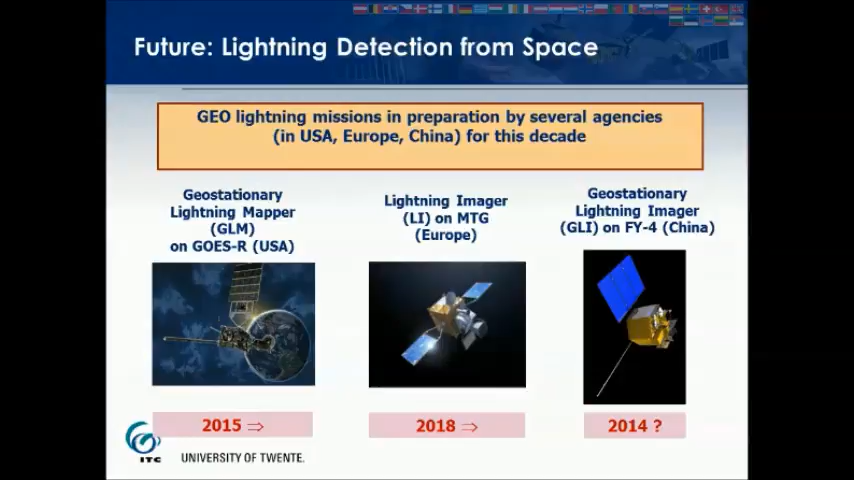 Future: Lightning Detection from Space
GEO lightning missions in preparation by several agencies
(in USA, Europe, China) for this decade
Geostationary
Lightning Mapper
(GLM)
on GOES-R (USA)
Lightning Imager
(LI) on MTG
(Europe)
Geostationary
Lightning Imager
(GLI) on FY-4 (China)
2015 ⇒
2018 ⇒
2014 ?
ITC
UNIVERSITY OF TWENTE.